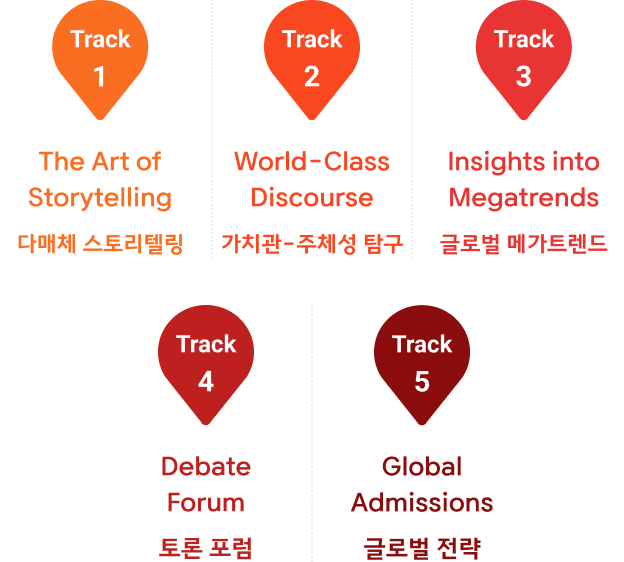 Track
1
The Art of
Storytelling
다매체 스토리텔링
Track
2
World-Class
Discourse
가치관-주체성 탐구
Track
3
Insights into
Megatrends
글로벌 메가트렌드
Track
4
Debate
Forum
토론 포럼
Track
5
Global
Admissions
글로벌 전략